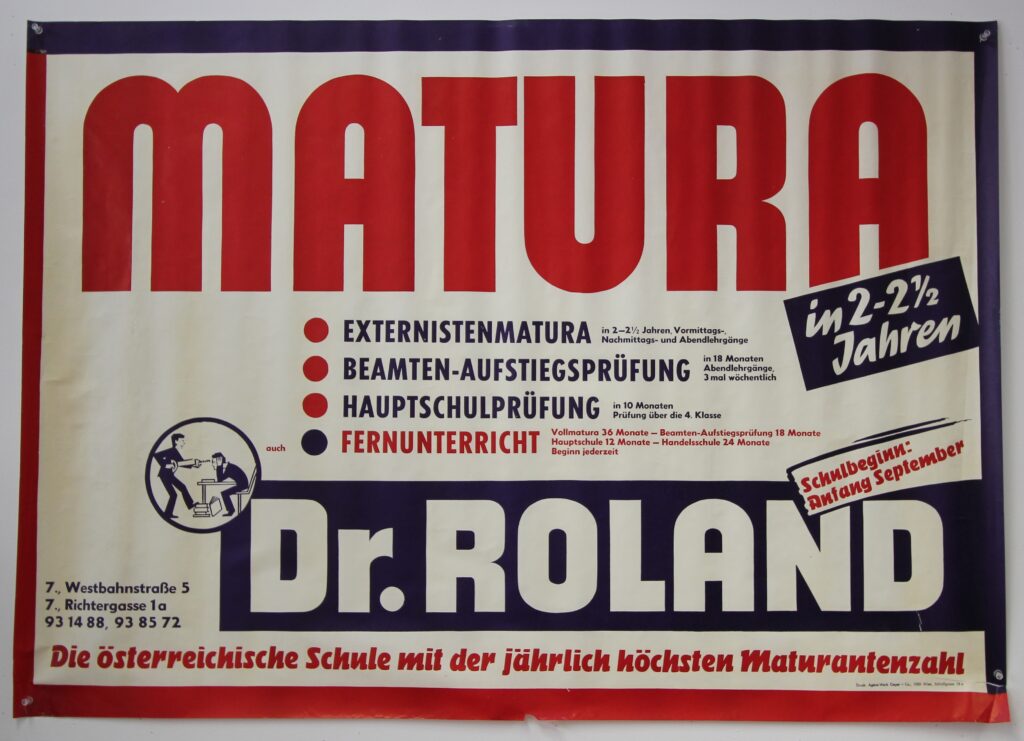 MATURA
in 2-2½
Jahren
EXTERNISTENMATURA in 2–2½ Jahren, Vormittags-,
Nachmittags- und Abendlehrgänge
BEAMTEN-AUFSTIEGSPRÜFUNG in 18 Monaten
Abendlehrgänge,
3 mal wöchentlich
HAUPTSCHULPRÜFUNG in 10 Monaten
Prüfung über die 4. Klasse
auch FERNUNTERRICHT Vollmatura 36 Monate – Beamten-Aufstiegsprüfung 18 Monate
Hauptschule 12 Monate – Handelsschule 24 Monate
Beginn jederzeit
Schulbeginn:
Anfang September
Dr. ROLAND
7., Westbahnstraße 5
7., Richtergasse 1a
93 14 88, 93 85 72
Die österreichische Schule mit der jährlich höchsten Maturantenzahl
Druck: